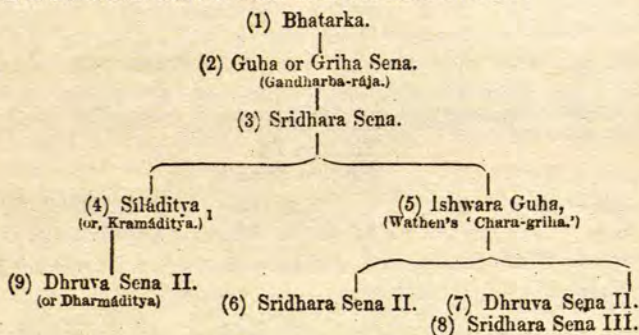 (1) Bhatarka.
(2) Guha or Griha Sena.
(Gandharba-rája.)
(3) Sridhara Sena.
(4) Síláditya
(or, Kramáditya.) 1
(5) Ishwara Guha,
(Wathen's ‘Chara-griha.’)
(9) Dhruva Sena II.
(or Dharmáditya)
(6) Sridhara Sena II.
(7) Dhruva Sena II.
(8) Sridhara Sena III.